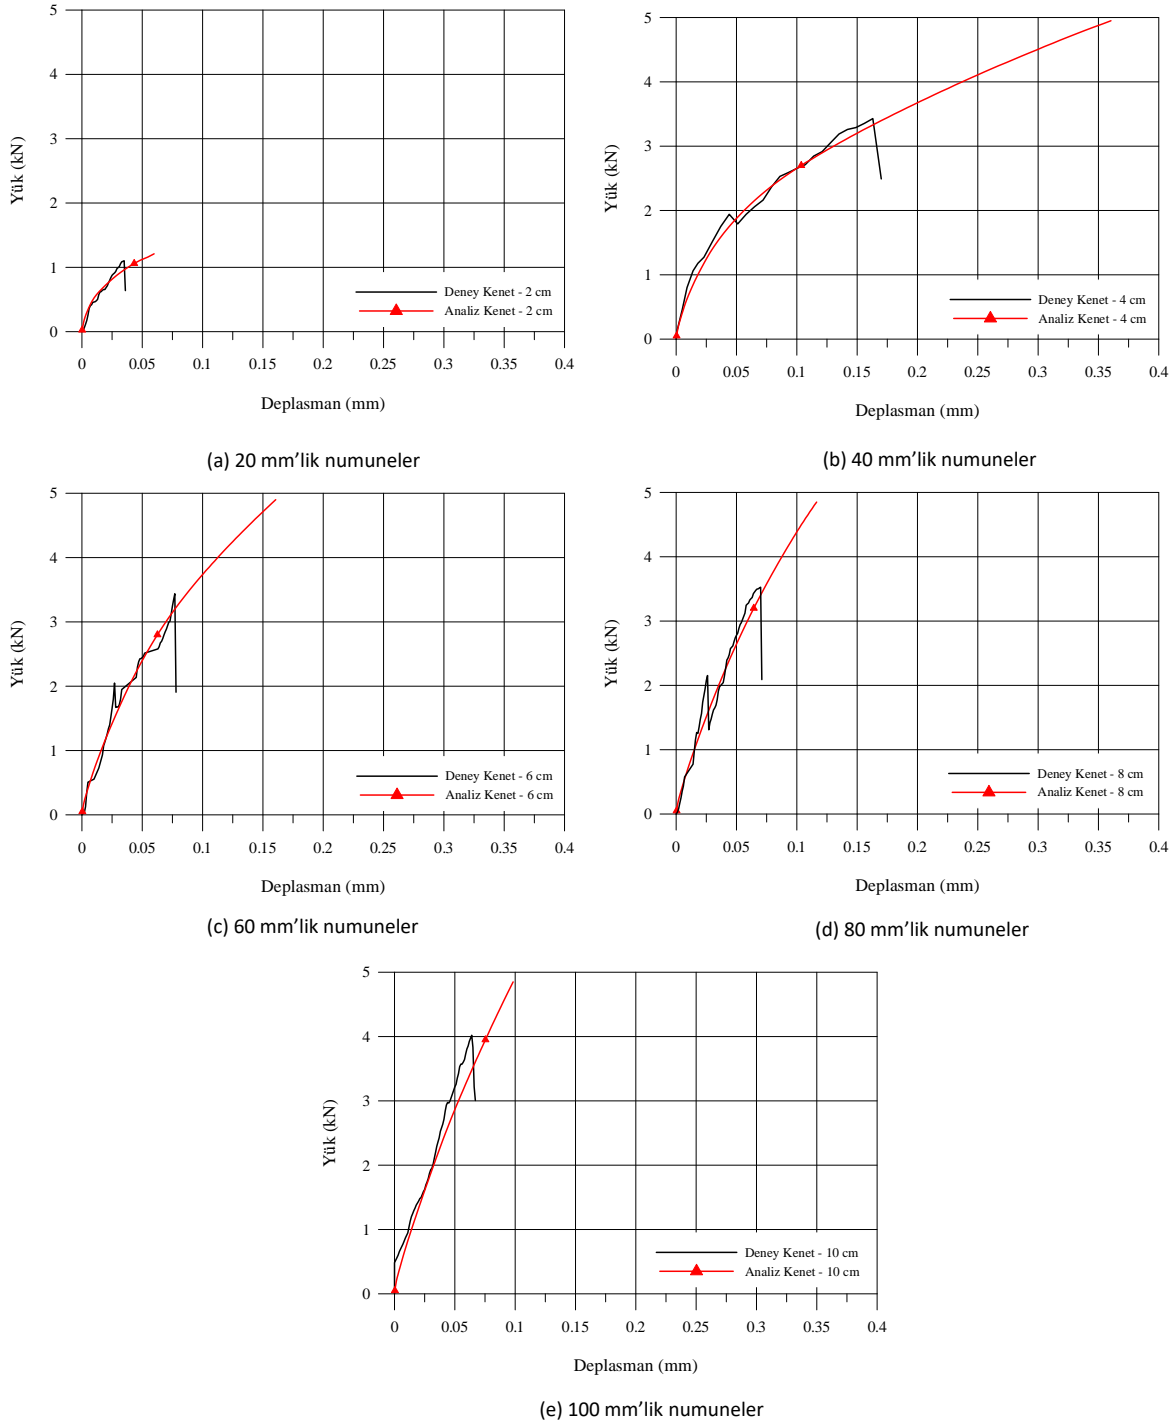 5
4
3
2
1
0
Yük (kN)
Deney Kenet - 2 cm
Analiz Kenet - 2 cm
0 0.05 0.1 0.15 0.2 0.25 0.3 0.35 0.4
Deplasman (mm)
(a) 20 mm’lik numuneler
5
4
3
2
1
0
Yük (kN)
Deney Kenet - 4 cm
Analiz Kenet - 4 cm
0 0.05 0.1 0.15 0.2 0.25 0.3 0.35 0.4
Deplasman (mm)
(b) 40 mm’lik numuneler
5
4
3
2
1
0
Yük (kN)
Deney Kenet - 6 cm
Analiz Kenet - 6 cm
0 0.05 0.1 0.15 0.2 0.25 0.3 0.35 0.4
Deplasman (mm)
(c) 60 mm’lik numuneler
5
4
3
2
1
0
Yük (kN)
Deney Kenet - 8 cm
Analiz Kenet - 8 cm
0 0.05 0.1 0.15 0.2 0.25 0.3 0.35 0.4
Deplasman (mm)
(d) 80 mm’lik numuneler
5
4
3
2
1
0
Yük (kN)
Deney Kenet - 10 cm
Analiz Kenet - 10 cm
0 0.05 0.1 0.15 0.2 0.25 0.3 0.35 0.4
Deplasman (mm)
(e) 100 mm’lik numuneler